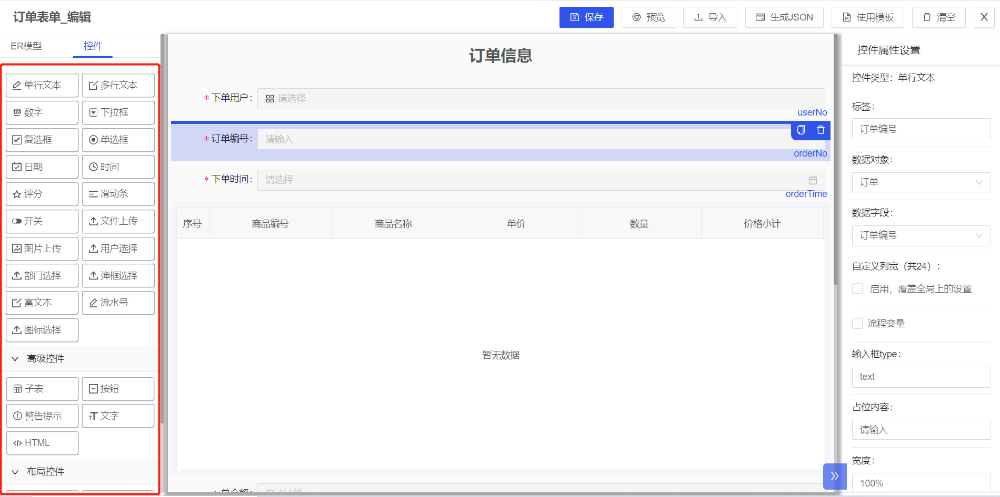 订单表单_编辑
保存
预览
导入
生成JSON
使用模板
清空
X
ER模型
控件
单行文本
多行文本
123 数字
下拉框
复选框
单选框
日期
时间
评分
滑动条
开关
文件上传
图片上传
用户选择
部门选择
弹框选择
富文本
流水号
图标选择
高级控件
子表
按钮
警告提示
文字
HTML
布局控件
订单信息
* 下单用户：
请选择
userNo
* 订单编号：
请输入
orderNo
* 下单时间：
请选择
orderTime
序号 商品编号 商品名称 单价 数量 价格小计
暂无数据
* 总金额：
自动计算
控件属性设置
控件类型：单行文本
标签：
订单编号
数据对象：
订单
数据字段：
订单编号
自定义列宽（共24）：
启用，覆盖全局上的设置
流程变量
输入框type：
text
占位内容：
请输入
宽度：
100%